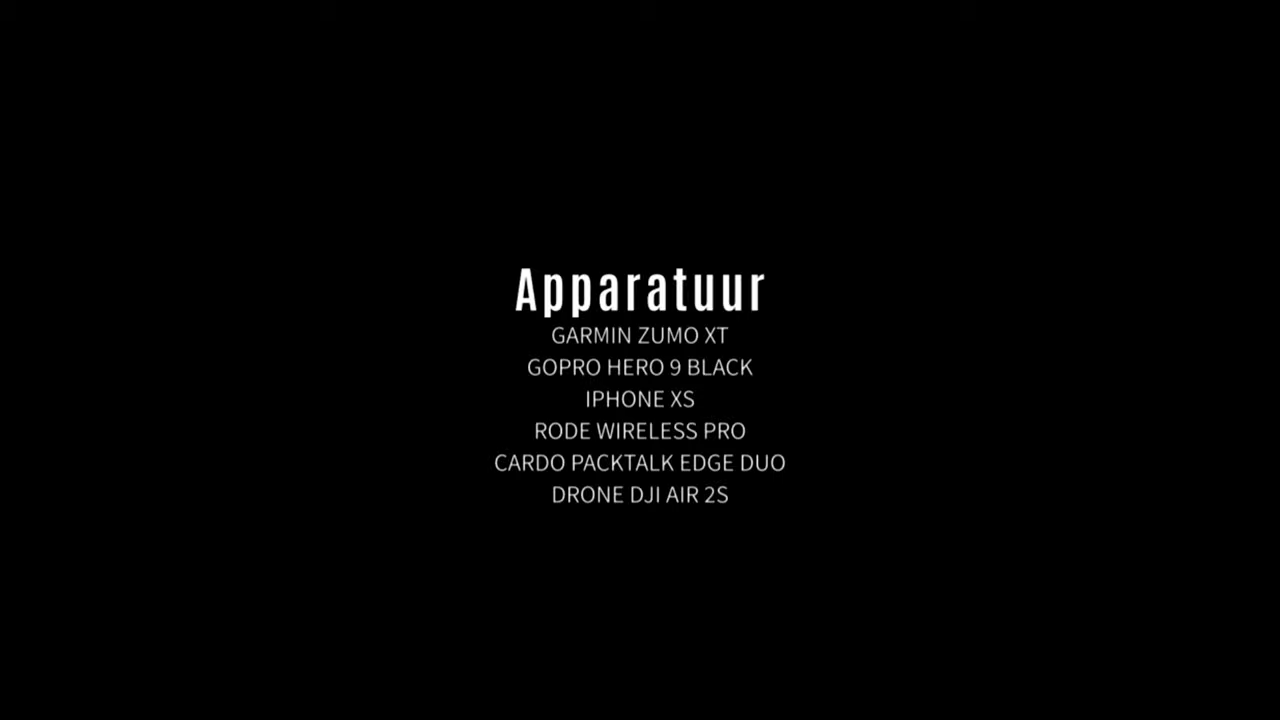 Apparatuur
GARMIN ZUMO XT
GOPRO HERO 9 BLACK
IPHONE XS
RODE WIRELESS PRO
CARDO PACKTALK EDGE DUO
DRONE DJI AIR 2S